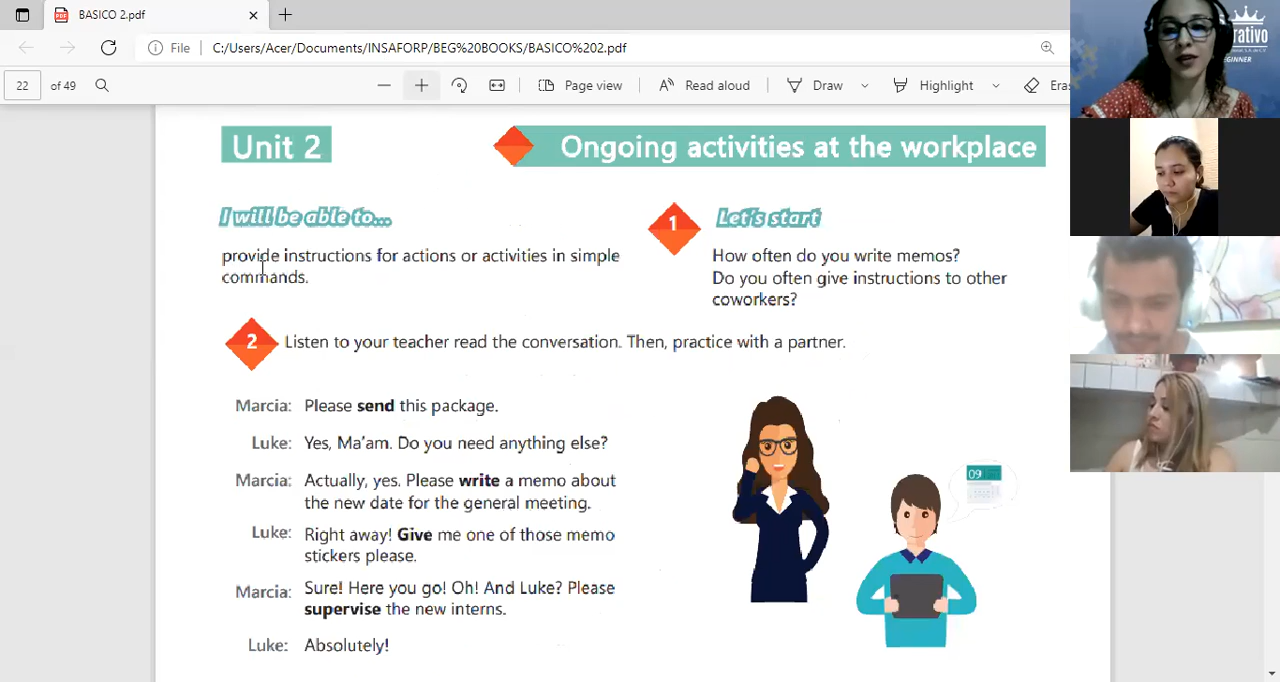 BASICO 2.pdf
File
C:/Users/Acer/Documents/INSAFORP/BEG%20BOOKS/BASICO%202.pdf
22 of 49
Page view
Read aloud
Draw
Highlight
Unit 2
Ongoing activities at the workplace
I will be able to...
provide instructions for actions or activities in simple
commands.
1
Let's start
How often do you write memos?
Do you often give instructions to other
coworkers?
2
Listen to your teacher read the conversation. Then, practice with a partner.
Marcia: Please send this package.
Luke: Yes, Ma'am. Do you need anything else?
Marcia: Actually, yes. Please write a memo about
the new date for the general meeting.
Luke: Right away! Give me one of those memo
stickers please.
Marcia: Sure! Here you go! Oh! And Luke? Please
supervise the new interns.
Luke: Absolutely!
09